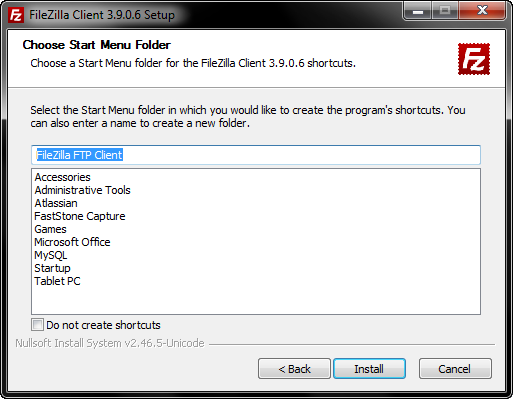 FileZilla Client 3.9.0.6 Setup
Choose Start Menu Folder
Choose a Start Menu folder for the FileZilla Client 3.9.0.6 shortcuts.
Fz
Select the Start Menu folder in which you would like to create the program's shortcuts. You
can also enter a name to create a new folder.
FileZilla FTP Client
Accessories
Administrative Tools
Atlassian
FastStone Capture
Games
Microsoft Office
MySQL
Startup
Tablet PC
Do not create shortcuts
Nullsoft Install System v2.46.5-Unicode
< Back
Install
Cancel